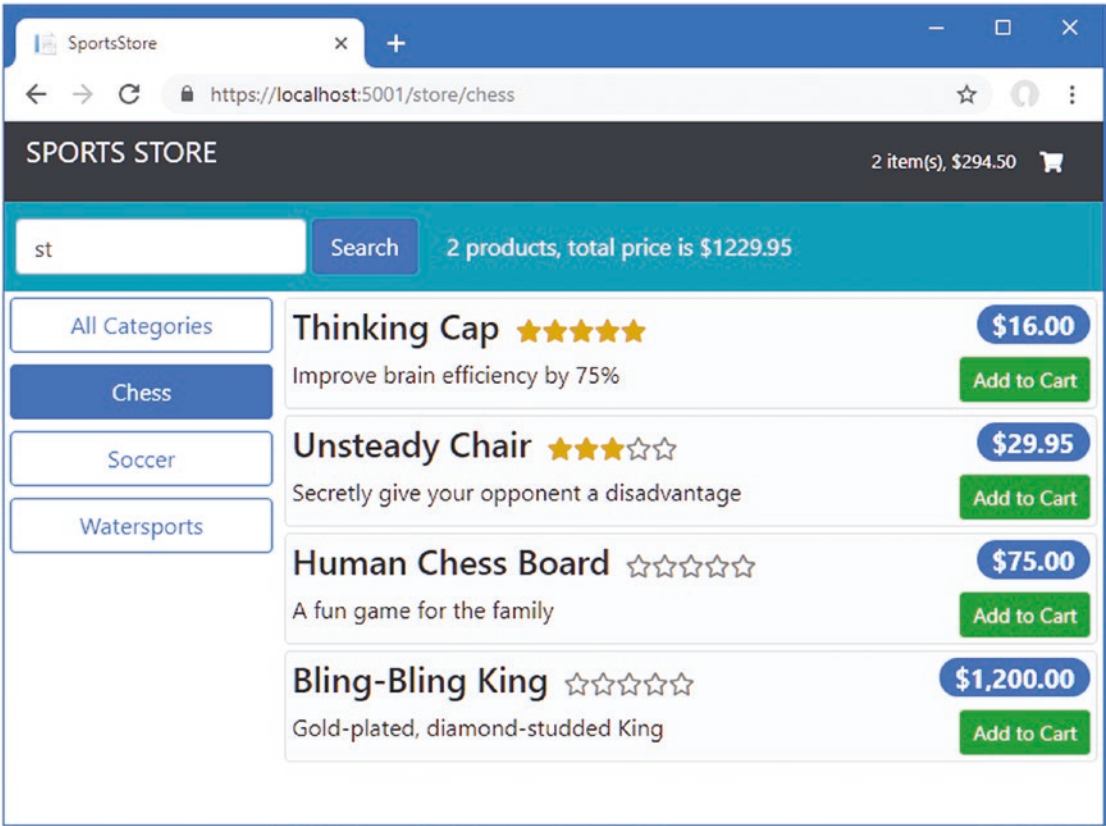 SportsStore
https://localhost:5001/store/chess
SPORTS STORE
2 item(s), $294.50
st
Search
2 products, total price is $1229.95
All Categories
Chess
Soccer
Watersports
Thinking Cap
$16.00
Improve brain efficiency by 75%
Add to Cart
Unsteady Chair
$29.95
Secretly give your opponent a disadvantage
Add to Cart
Human Chess Board
$75.00
A fun game for the family
Add to Cart
Bling-Bling King
$1,200.00
Gold-plated, diamond-studded King
Add to Cart